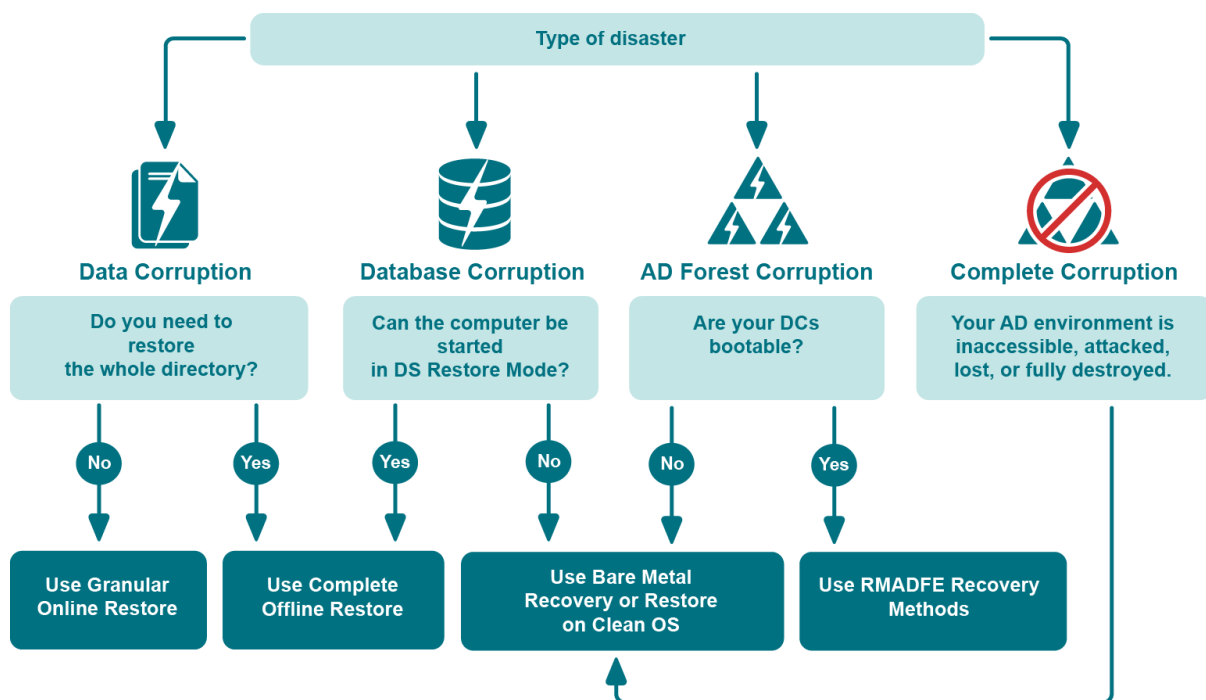 Type of disaster
Data Corruption
Database Corruption
AD Forest Corruption
Complete Corruption
Do you need to
restore
the whole directory?
Can the computer be
started
in DS Restore Mode?
Are your DCs
bootable?
Your AD environment is
inaccessible, attacked,
lost, or fully destroyed.
No
Yes
Yes
No
No
Yes
Use Granular
Online Restore
Use Complete
Offline Restore
Use Bare Metal
Recovery or Restore
on Clean OS
Use RMADFE Recovery
Methods